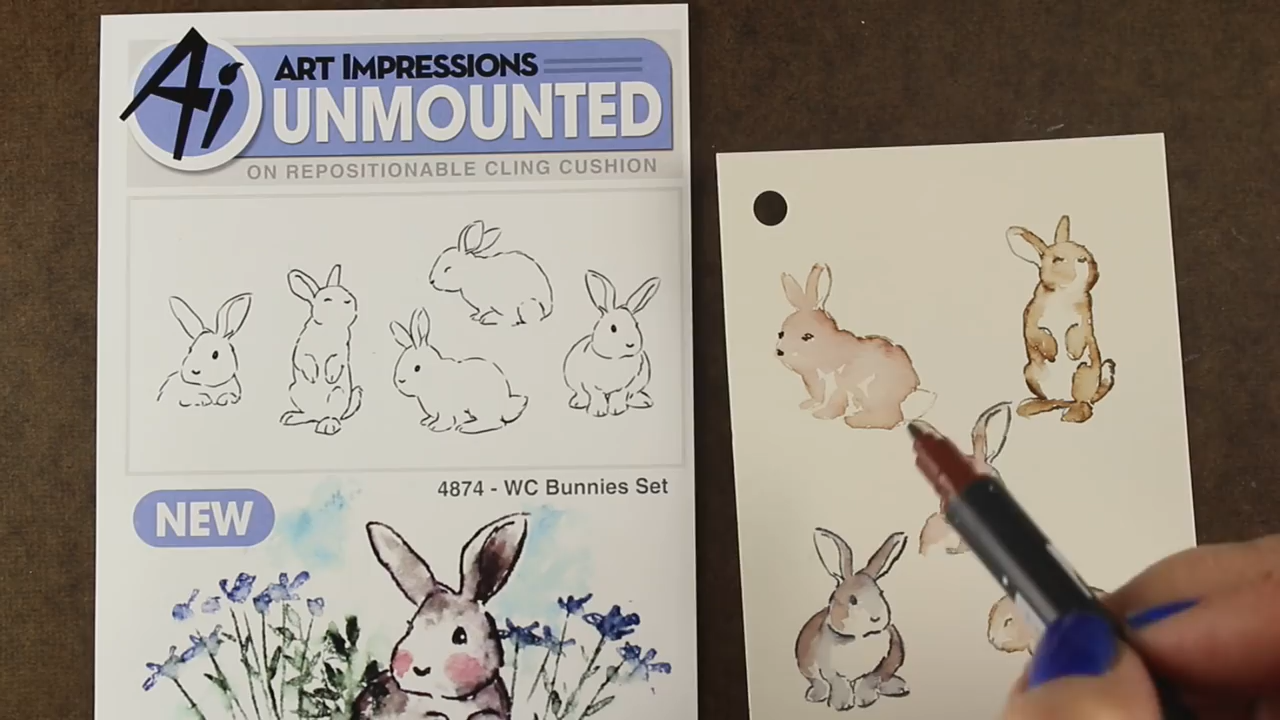 Ai
ART IMPRESSIONS
UNMOUNTED
ON REPOSITIONABLE CLING CUSHION
4874 - WC Bunnies Set
NEW